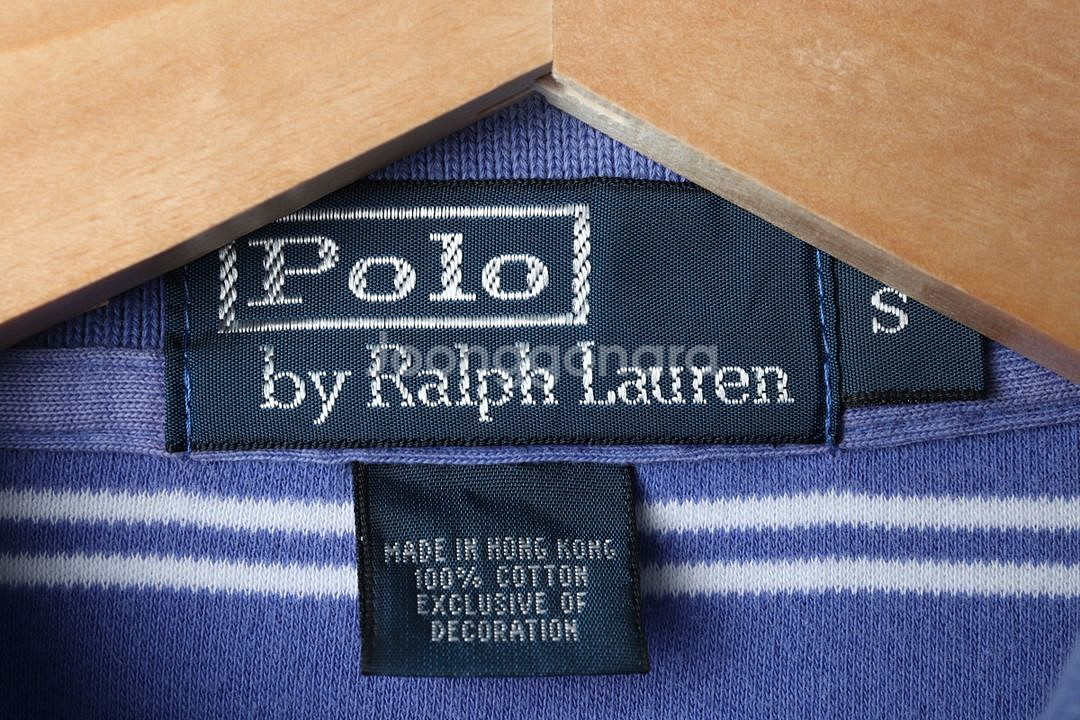 Polo
by Ralph Lauren
S
MADE IN HONG KONG
100% COTTON
EXCLUSIVE OF
DECORATION